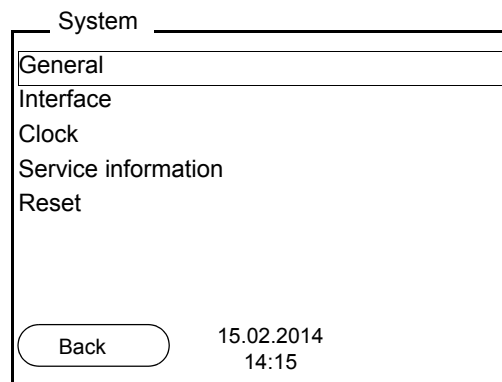 System
General
Interface
Clock
Service information
Reset
Back
15.02.2014
14:15